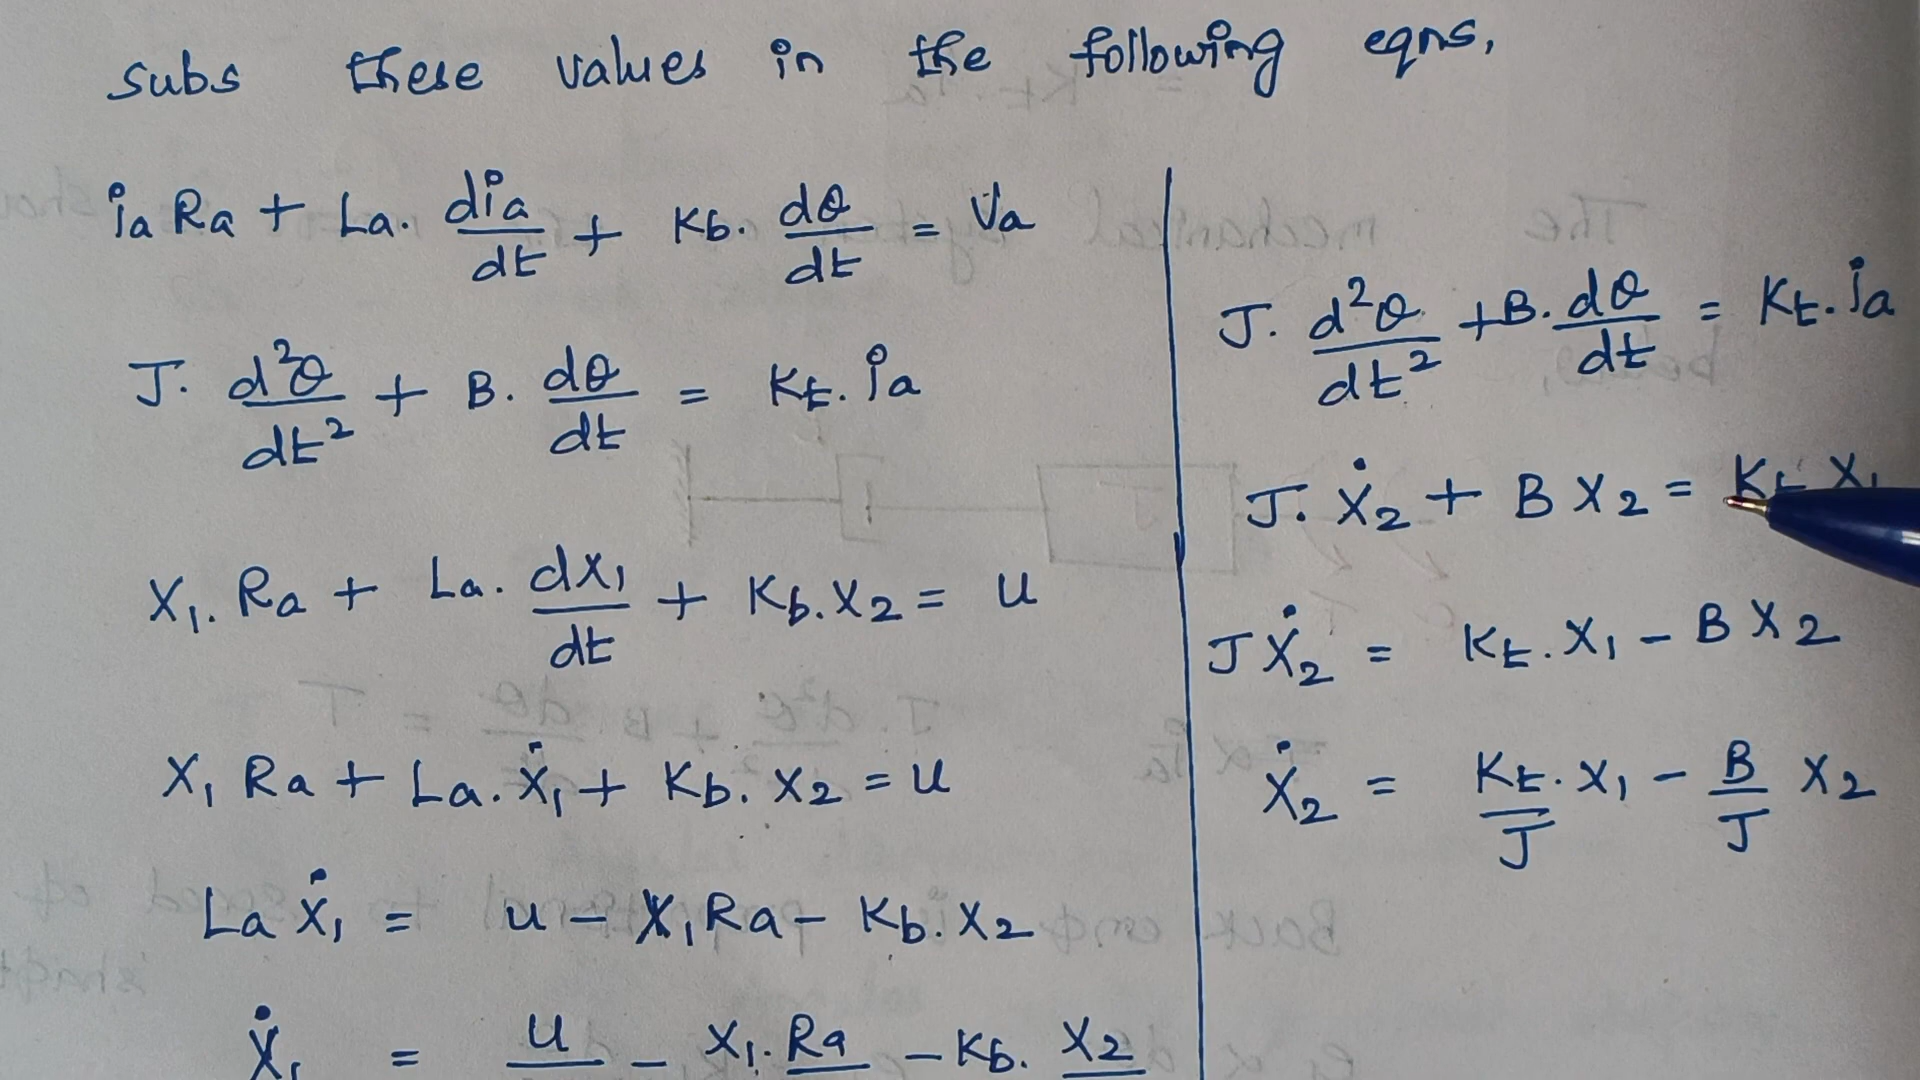 subs these values in the following eqns,
ia Ra + La. dia/dt + Kb. dθ/dt = Va
J. d²θ/dt² + B. dθ/dt = Kt. ia
X1. Ra + La. dX1/dt + Kb. X2 = U
X1 Ra + La. Ẋ1 + Kb. X2 = U
La Ẋ1 = u - X1 Ra - Kb. X2
Ẋ1 = U - X1. Ra - Kb. X2
J. d²θ/dt² + B. dθ/dt = Kt. ia
J. Ẋ2 + B X2 = Kt X1
J Ẋ2 = Kt. X1 - B X2
Ẋ2 = Kt/J. X1 - B/J X2